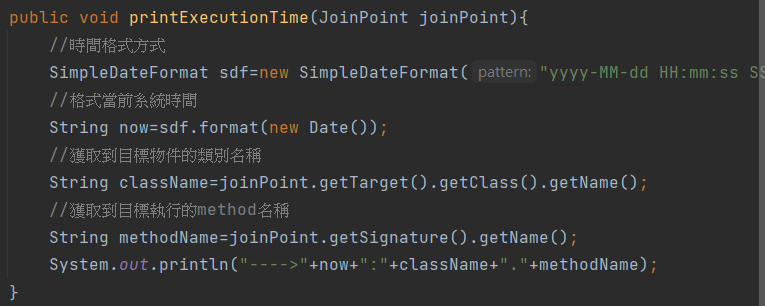 public void printExecutionTime(JoinPoint joinPoint){
//時間格式方式
SimpleDateFormat sdf=new SimpleDateFormat( pattern: "yyyy-MM-dd HH:mm:ss SS
//格式當前系統時間
String now=sdf.format(new Date());
//獲取到目標物件的類別名稱
String className=joinPoint.getTarget().getClass().getName();
//獲取到目標執行的method名稱
String methodName=joinPoint.getSignature().getName();
System.out.println("---->"+now+":"+className+"."+methodName);
}